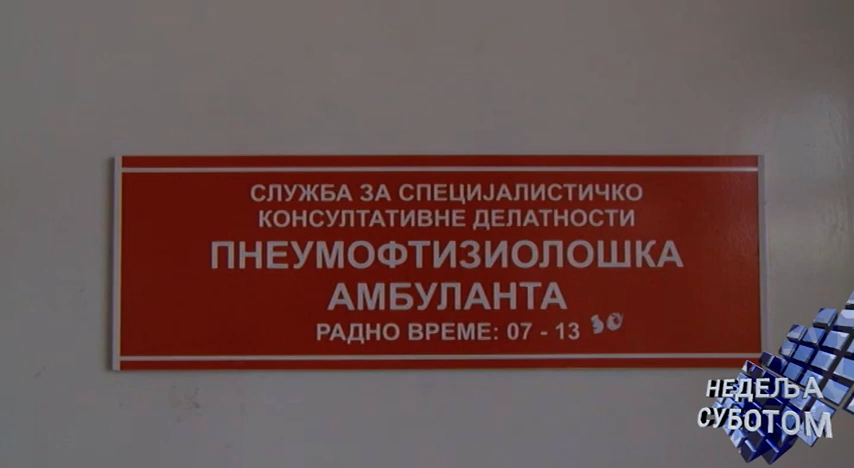 СЛУЖБА ЗА СПЕЦИЈАЛИСТИЧКО
КОНСУЛТАТИВНЕ ДЕЛАТНОСТИ
ПНЕУМОФТИЗИОЛОШКА
АМБУЛАНТА
РАДНО ВРЕМЕ: 07 - 13 30
НЕДЕЉА
СУБОТОМ